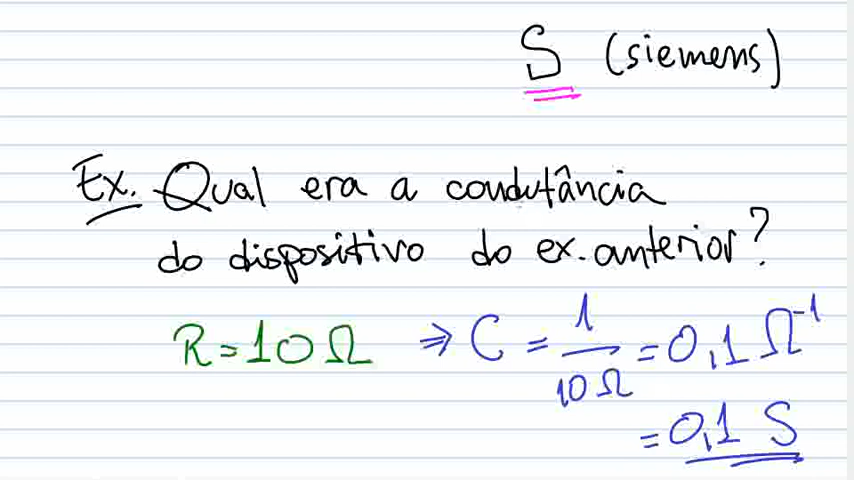 S (siemens)
Ex. Qual era a condutância
do dispositivo do ex. anterior?
R = 10 Ω ⇒ C = 1/10 Ω = 0,1 Ω⁻¹
= 0,1 S